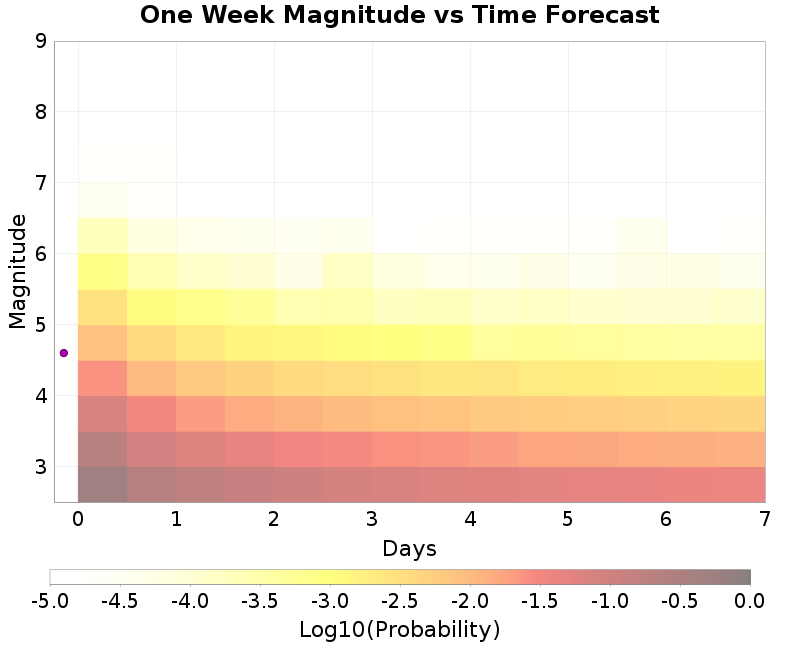 One Week Magnitude vs Time Forecast
9
8
7
6
5
4
3
Magnitude
0 1 2 3 4 5 6 7
Days
-5.0 -4.5 -4.0 -3.5 -3.0 -2.5 -2.0 -1.5 -1.0 -0.5 0.0
Log10(Probability)